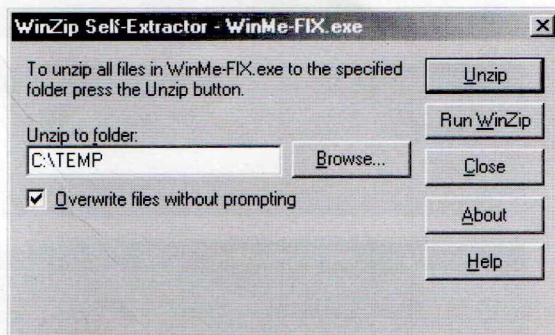 WinZip Self-Extractor - WinMe-FIX.exe
To unzip all files in WinMe-FIX.exe to the specified
folder press the Unzip button.
Unzip to folder:
C:\TEMP
Browse...
Overwrite files without prompting
Unzip
Run WinZip
Close
About
Help